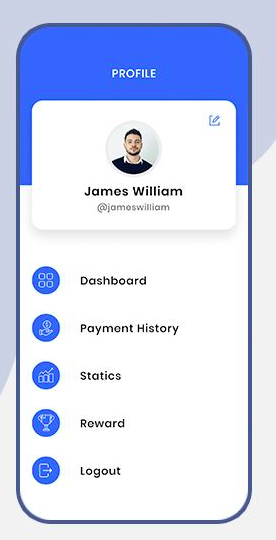 PROFILE
James William
@jameswilliam
Dashboard
Payment History
Statics
Reward
Logout